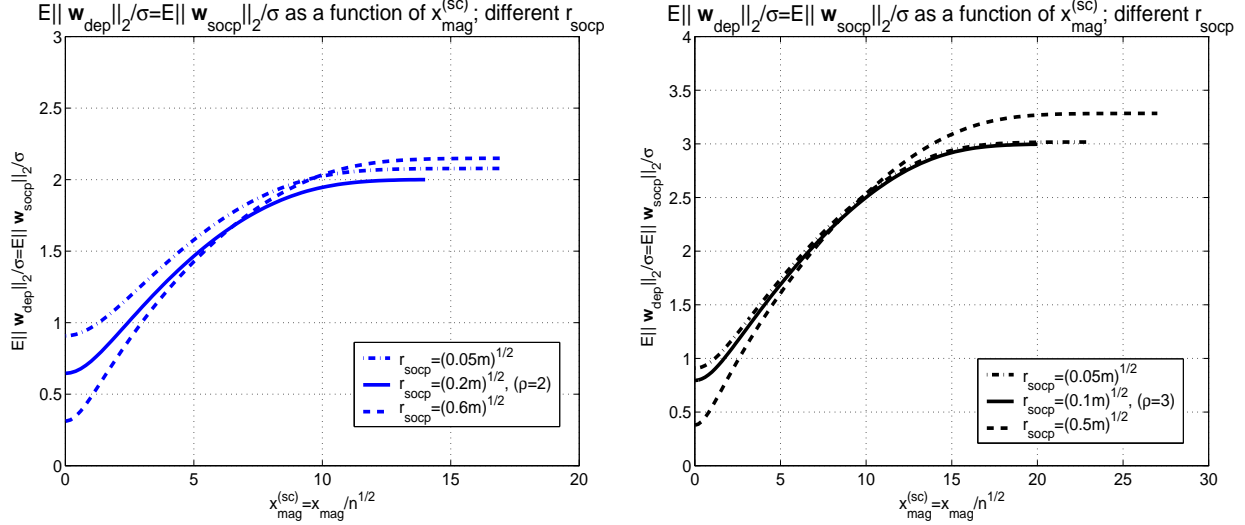 E|| w_dep||_2/σ=E|| w_socp||_2/σ as a function of x_mag^(sc); different r_socp
3
2.5
2
1.5
1
0.5
0
E|| w_dep||_2/σ=E|| w_socp||_2/σ
r_socp=(0.05m)^1/2
r_socp=(0.2m)^1/2, (ρ=2)
r_socp=(0.6m)^1/2
0 5 10 15 20
x_mag^(sc)=x_mag/n^1/2
E|| w_dep||_2/σ=E|| w_socp||_2/σ as a function of x_mag^(sc); different r_socp
4
3.5
3
2.5
2
1.5
1
0.5
0
E|| w_dep||_2/σ=E|| w_socp||_2/σ
r_socp=(0.05m)^1/2
r_socp=(0.1m)^1/2, (ρ=3)
r_socp=(0.5m)^1/2
0 5 10 15 20 25 30
x_mag^(sc)=x_mag/n^1/2